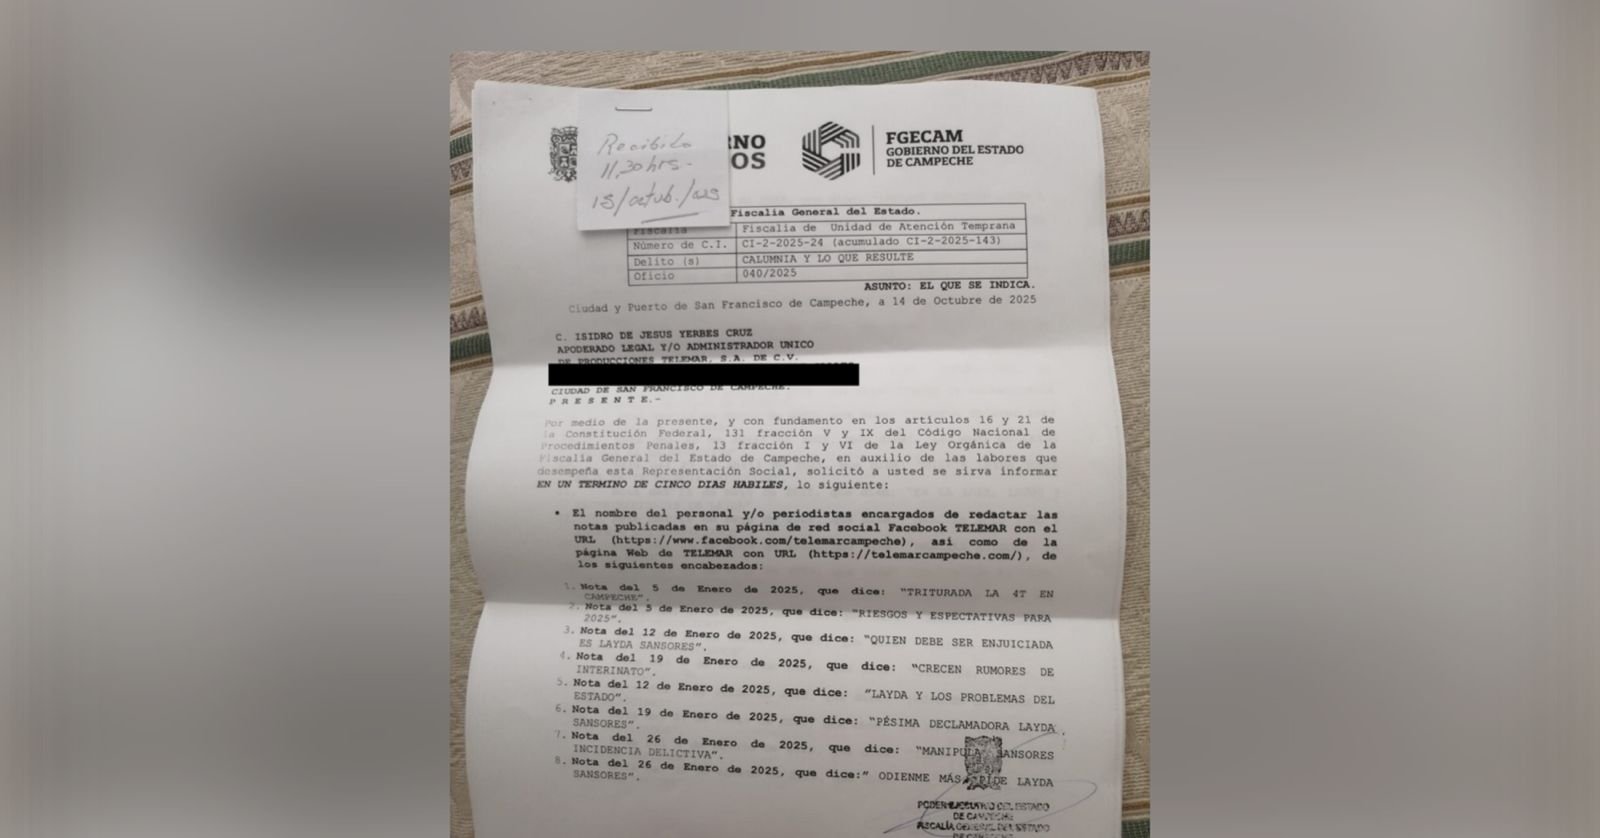 Recibido
11,30 hrs-
15/octub./025
RNO
OS
FGECAM
GOBIERNO DEL ESTADO
DE CAMPECHE
Fiscalía General del Estado.
Fiscalía Fiscalía de Unidad de Atención Temprana
Número de C.I. CI-2-2025-24 (acumulado CI-2-2025-143)
Delito (s) CALUMNIA Y LO QUE RESULTE
Oficio 040/2025
ASUNTO: EL QUE SE INDICA.
Ciudad y Puerto de San Francisco de Campeche, a 14 de Octubre de 2025
C. ISIDRO DE JESUS YERBES CRUZ
APODERADO LEGAL Y/O ADMINISTRADOR UNICO
DE PRODUCCIONES TELEMAR, S.A. DE C.V.
CIUDAD DE SAN FRANCISCO DE CAMPECHE.
P R E S E N T E.-
Por medio de la presente, y con fundamento en los artículos 16 y 21 de
la Constitución Federal, 131 fracción V y IX del Código Nacional de
Procedimientos Penales, 13 fracción I y VI de la Ley Orgánica de la
Fiscalía General del Estado de Campeche, en auxilio de las labores que
desempeña esta Representación Social, solicitó a usted se sirva informar
EN UN TERMINO DE CINCO DIAS HABILES, lo siguiente:
• El nombre del personal y/o periodistas encargados de redactar las
notas publicadas en su página de red social Facebook TELEMAR con el
URL (https://www.facebook.com/telemarcampeche), así como de la
página Web de TELEMAR con URL (https://telemarcampeche.com/), de
los siguientes encabezados:
1. Nota del 5 de Enero de 2025, que dice: "TRITURADA LA 4T EN
CAMPECHE".
2. Nota del 5 de Enero de 2025, que dice: "RIESGOS Y ESPECTATIVAS PARA
2025".
3. Nota del 12 de Enero de 2025, que dice: "QUIEN DEBE SER ENJUICIADA
ES LAYDA SANSORES".
4. Nota del 19 de Enero de 2025, que dice: "CRECEN RUMORES DE
INTERINATO".
5. Nota del 12 de Enero de 2025, que dice: "LAYDA Y LOS PROBLEMAS DEL
ESTADO".
6. Nota del 19 de Enero de 2025, que dice: "PÉSIMA DECLAMADORA LAYDA
SANSORES".
7. Nota del 26 de Enero de 2025, que dice: "MANIPULA SANSORES
INCIDENCIA DELICTIVA".
8. Nota del 26 de Enero de 2025, que dice:" ODIENME MÁS, PIDE LAYDA
SANSORES".
PODER EJECUTIVO DEL ESTADO
DE CAMPECHE
FISCALÍA GENERAL DEL ESTADO
DE CAMPECHE